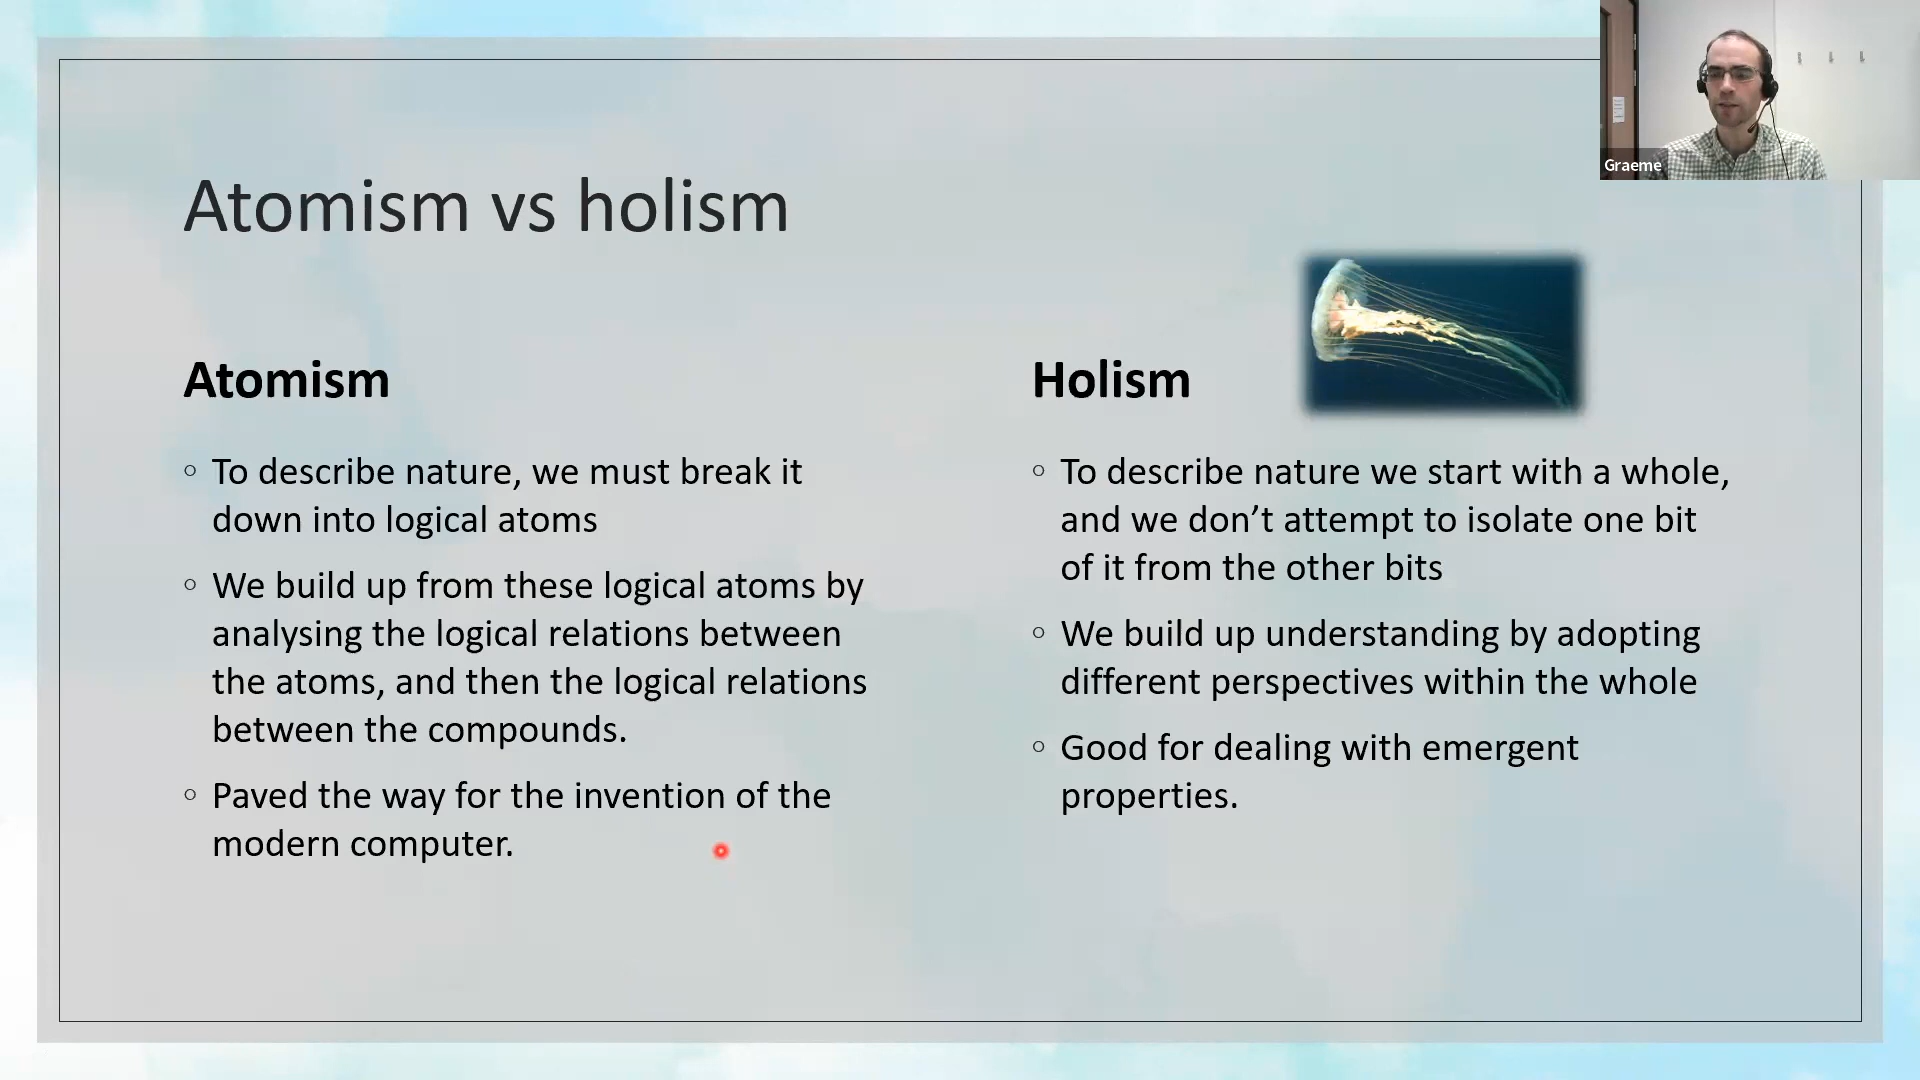 Graeme
Atomism vs holism
Atomism
◦ To describe nature, we must break it
down into logical atoms
◦ We build up from these logical atoms by
analysing the logical relations between
the atoms, and then the logical relations
between the compounds.
◦ Paved the way for the invention of the
modern computer.
Holism
◦ To describe nature we start with a whole,
and we don’t attempt to isolate one bit
of it from the other bits
◦ We build up understanding by adopting
different perspectives within the whole
◦ Good for dealing with emergent
properties.